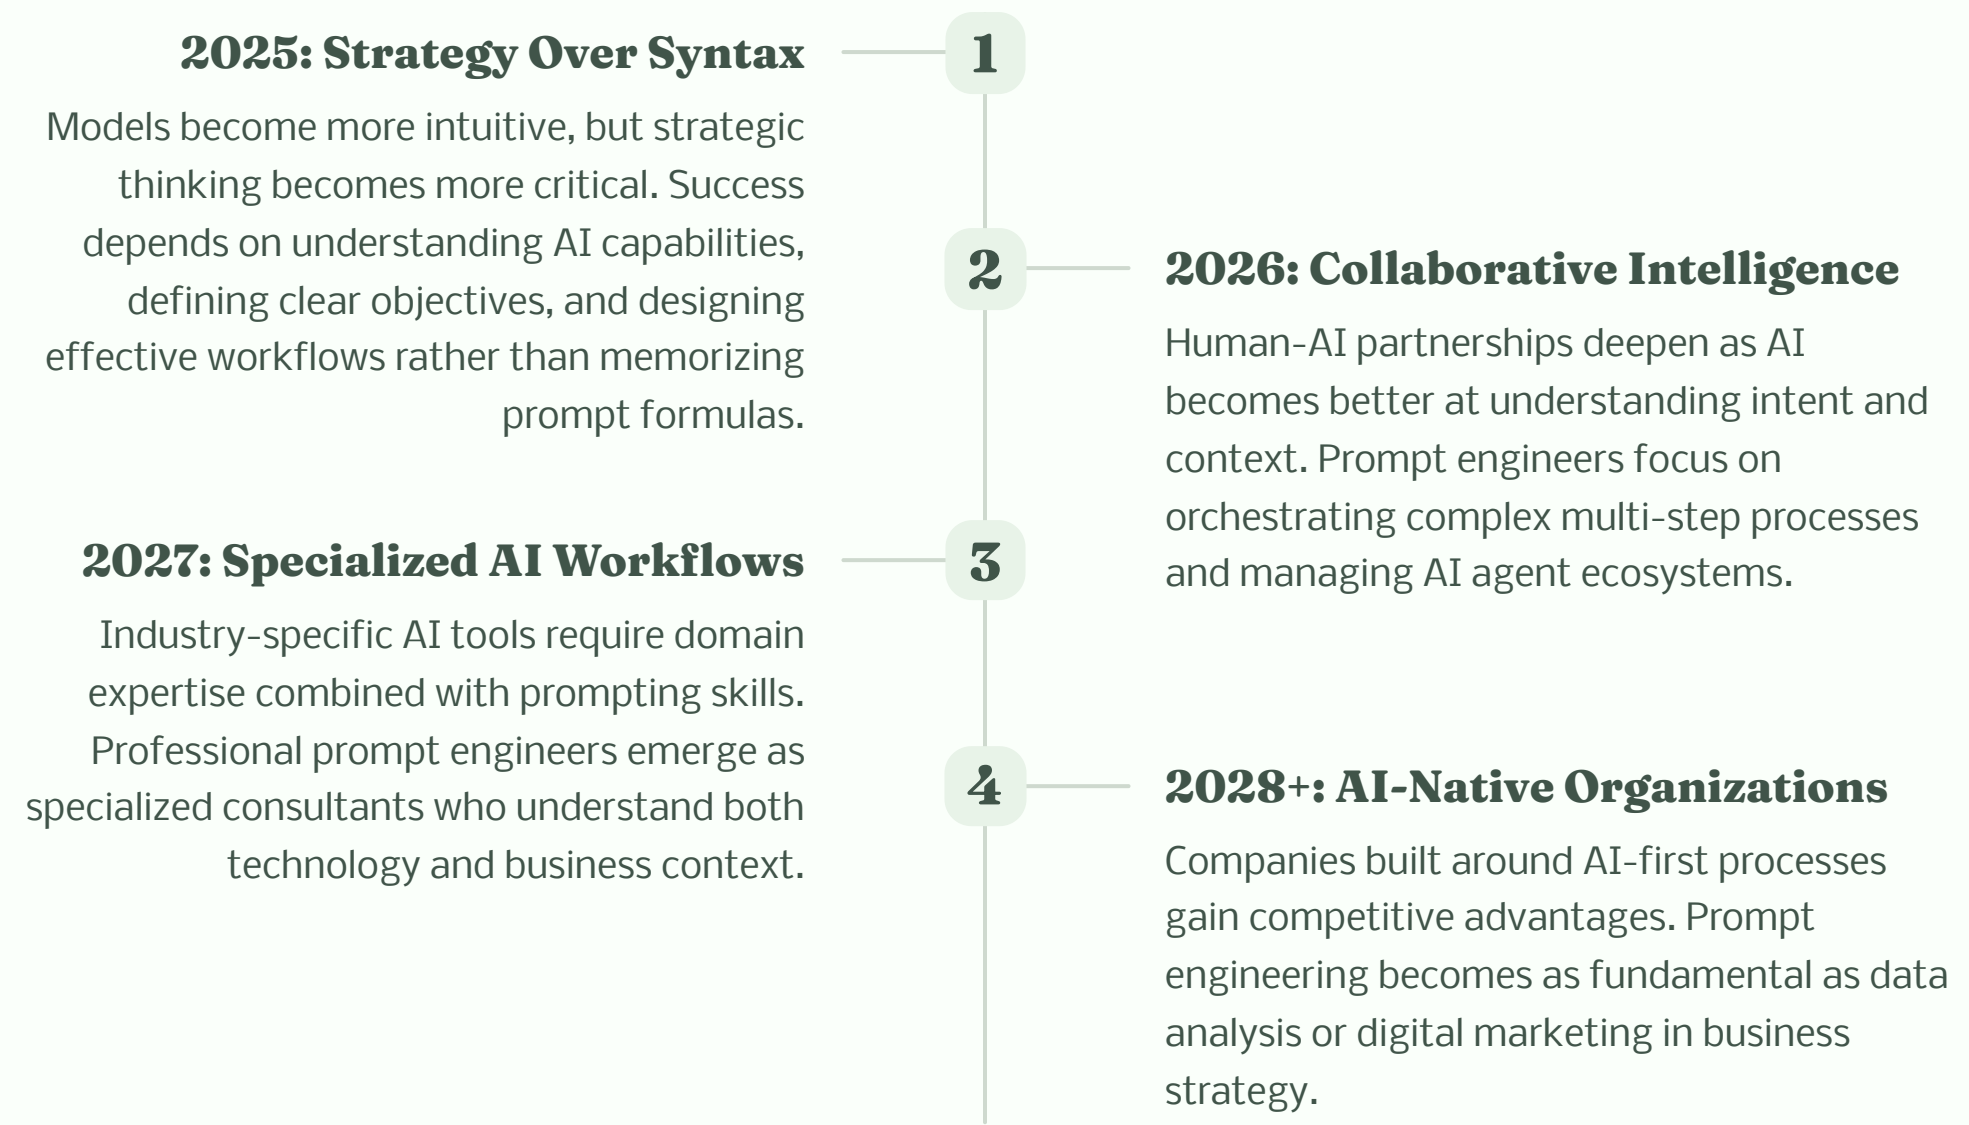 1
2025: Strategy Over Syntax
Models become more intuitive, but strategic
thinking becomes more critical. Success
depends on understanding AI capabilities,
defining clear objectives, and designing
effective workflows rather than memorizing
prompt formulas.
2
2026: Collaborative Intelligence
Human-AI partnerships deepen as AI
becomes better at understanding intent and
context. Prompt engineers focus on
orchestrating complex multi-step processes
and managing AI agent ecosystems.
3
2027: Specialized AI Workflows
Industry-specific AI tools require domain
expertise combined with prompting skills.
Professional prompt engineers emerge as
specialized consultants who understand both
technology and business context.
4
2028+: AI-Native Organizations
Companies built around AI-first processes
gain competitive advantages. Prompt
engineering becomes as fundamental as data
analysis or digital marketing in business
strategy.